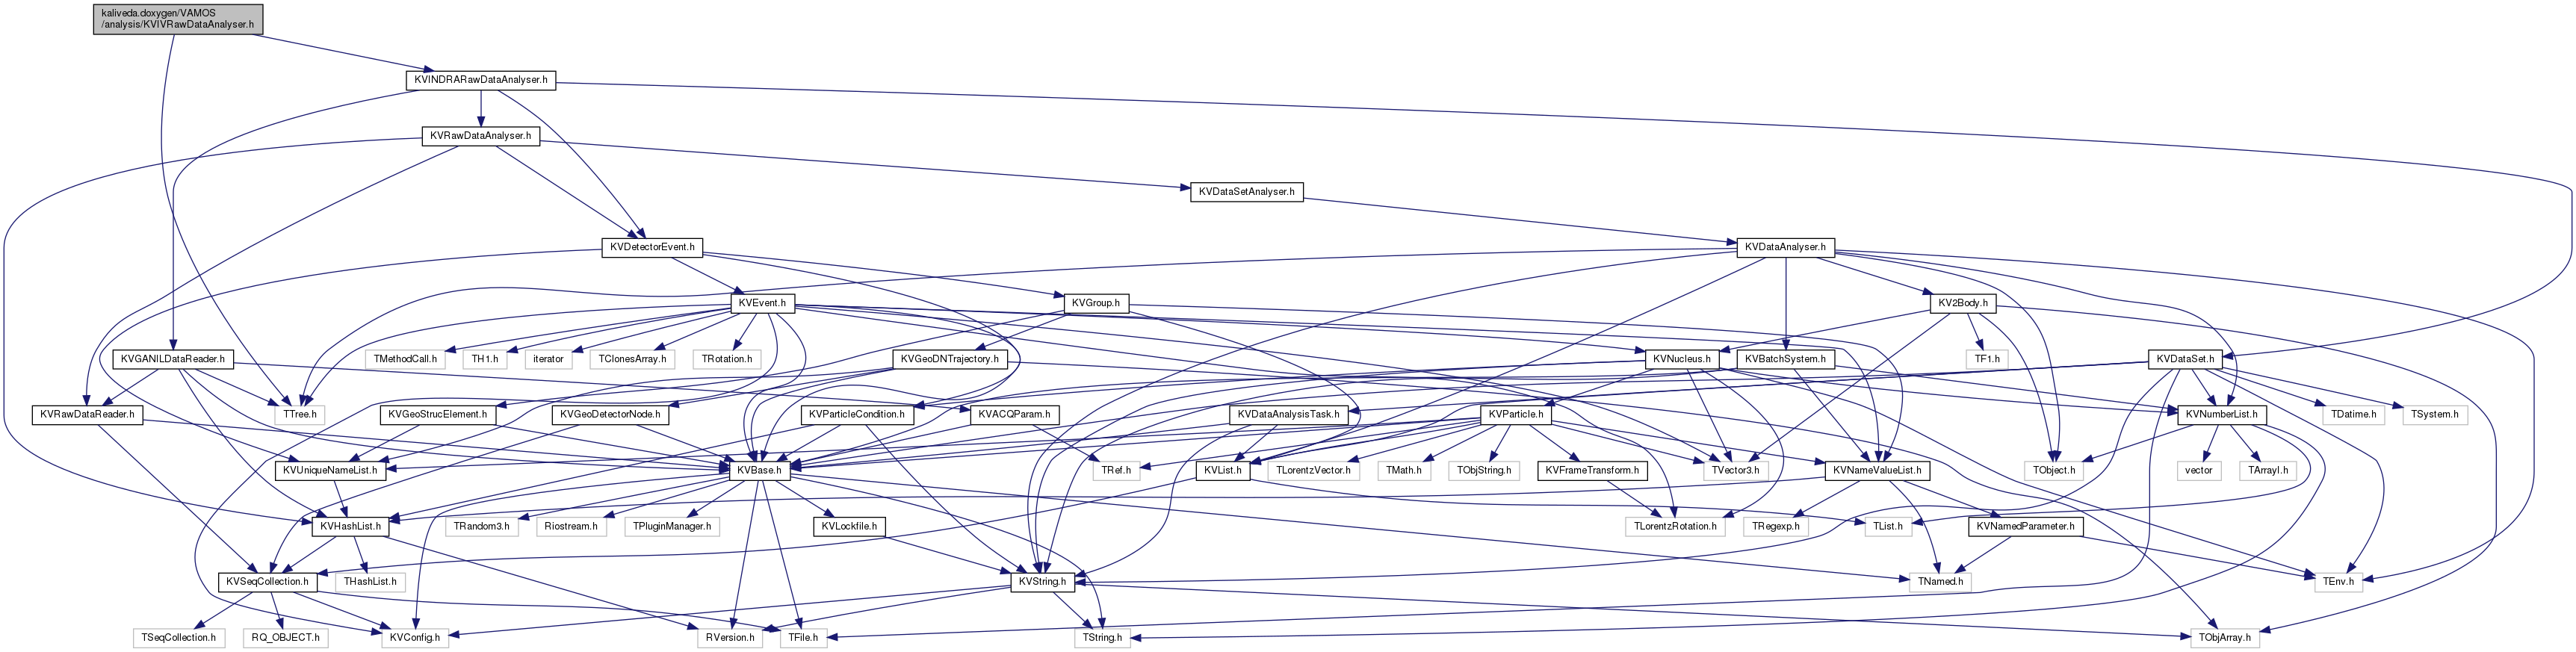 kaliveda.doxygen/VAMOS
/analysis/KVIVRawDataAnalyser.h
KVINDRARawDataAnalyser.h
KVRawDataAnalyser.h
KVDataSetAnalyser.h
KVDetectorEvent.h
KVDataAnalyser.h
KVEvent.h
KVGroup.h
KV2Body.h
KVGANILDataReader.h
TTree.h
TMethodCall.h
TH1.h
iterator
TClonesArray.h
TRotation.h
KVGeoDNTrajectory.h
KVNucleus.h
KVBatchSystem.h
TF1.h
KVDataSet.h
KVRawDataReader.h
KVGeoStrucElement.h
KVGeoDetectorNode.h
KVParticleCondition.h
KVACQParam.h
KVDataAnalysisTask.h
KVParticle.h
KVNumberList.h
TDatime.h
TSystem.h
KVUniqueNameList.h
KVBase.h
TRef.h
KVList.h
TLorentzVector.h
TMath.h
TObjString.h
KVFrameTransform.h
TVector3.h
KVNameValueList.h
TObject.h
vector
TArrayI.h
KVHashList.h
TRandom3.h
Riostream.h
TPluginManager.h
KVLockfile.h
TLorentzRotation.h
TRegexp.h
TList.h
KVNamedParameter.h
KVSeqCollection.h
THashList.h
KVString.h
TNamed.h
TEnv.h
TSeqCollection.h
RQ_OBJECT.h
KVConfig.h
RVersion.h
TFile.h
TString.h
TObjArray.h